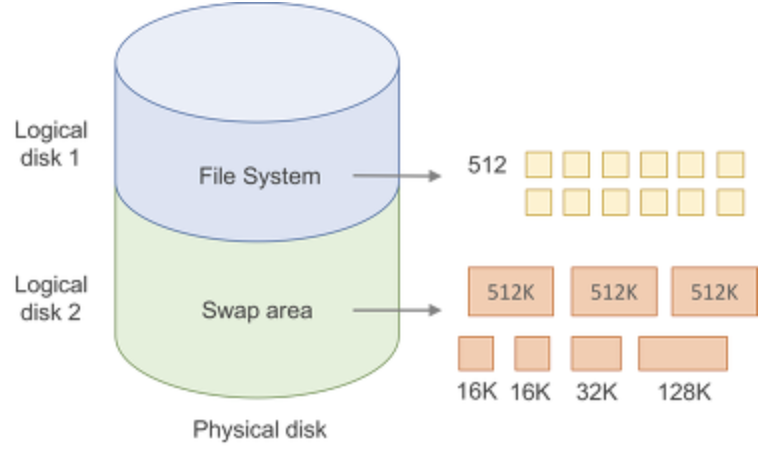 Logical
disk 1
File System
512
Logical
disk 2
Swap area
512K 512K 512K
16K 16K 32K 128K
Physical disk